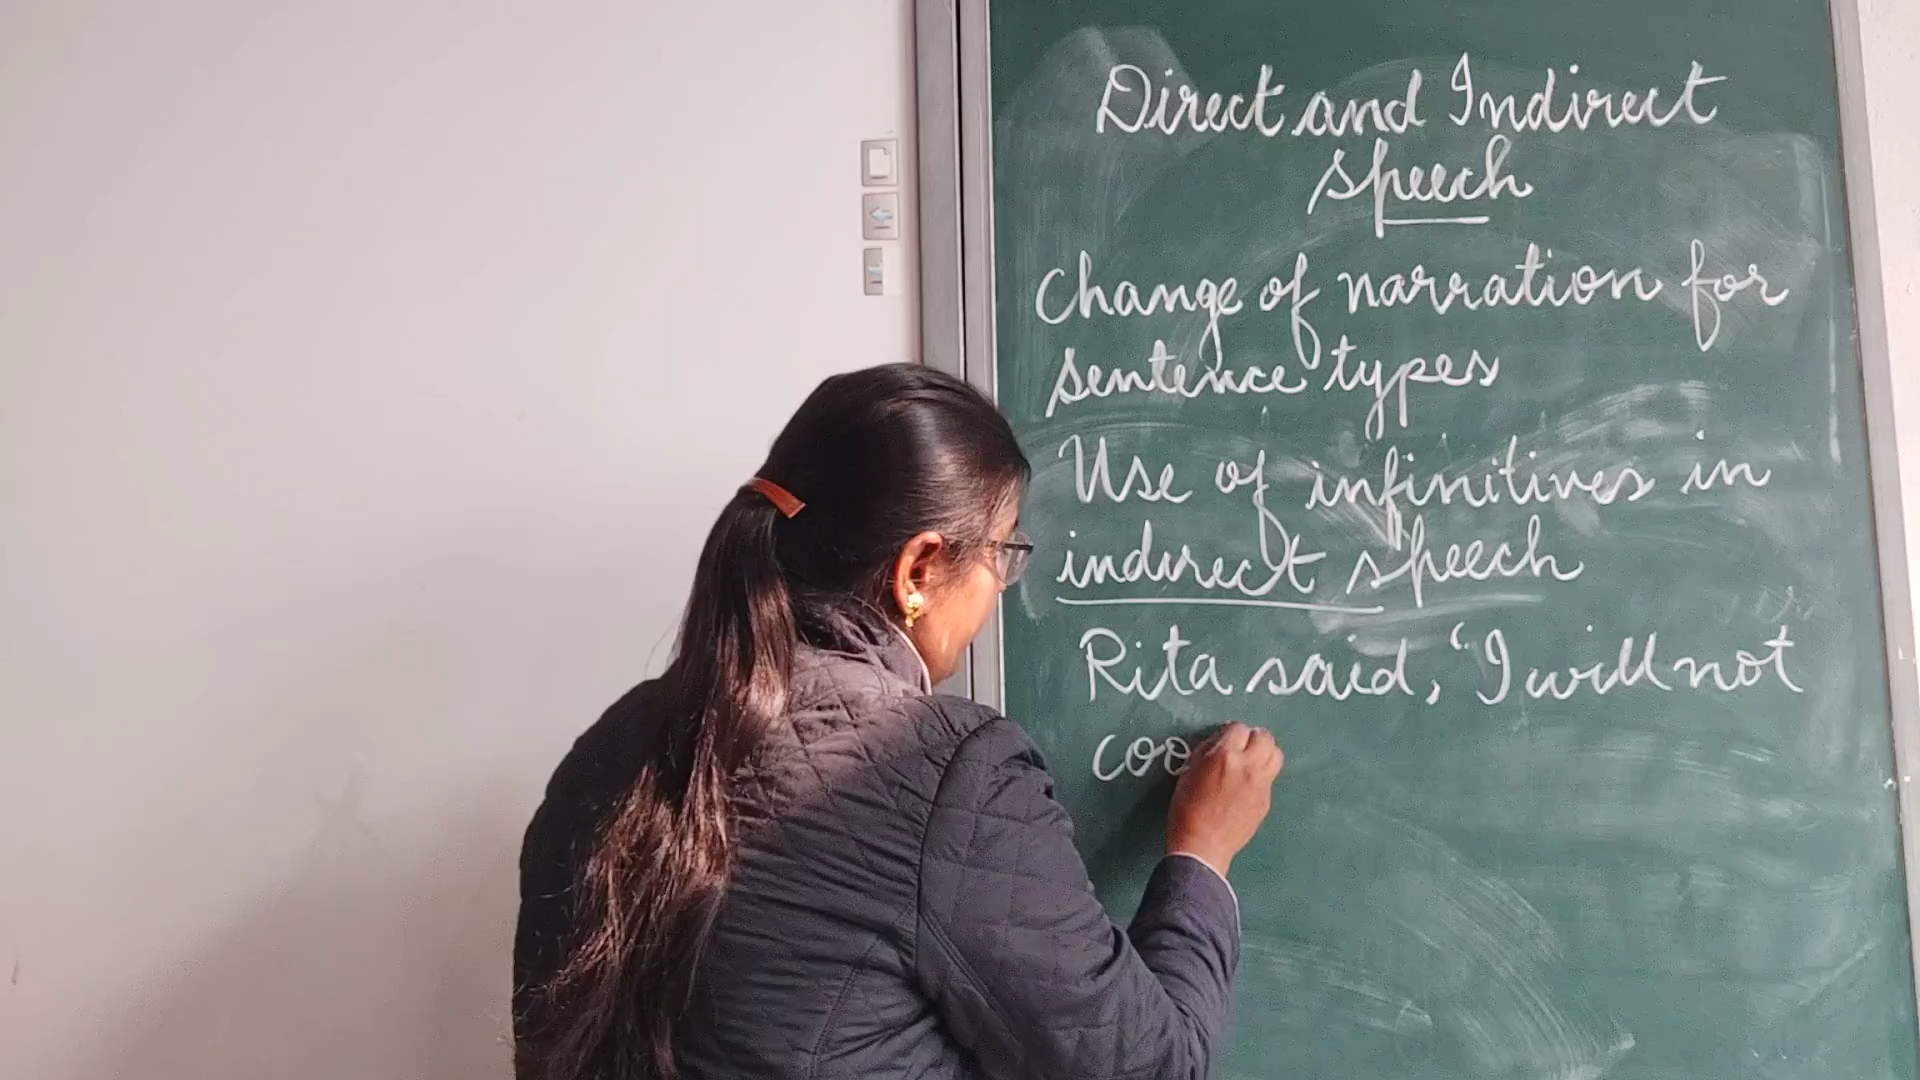 Direct and Indirect
speech
Change of narration for
sentence types
Use of infinitives in
indirect speech
Rita said, "I will not
coo